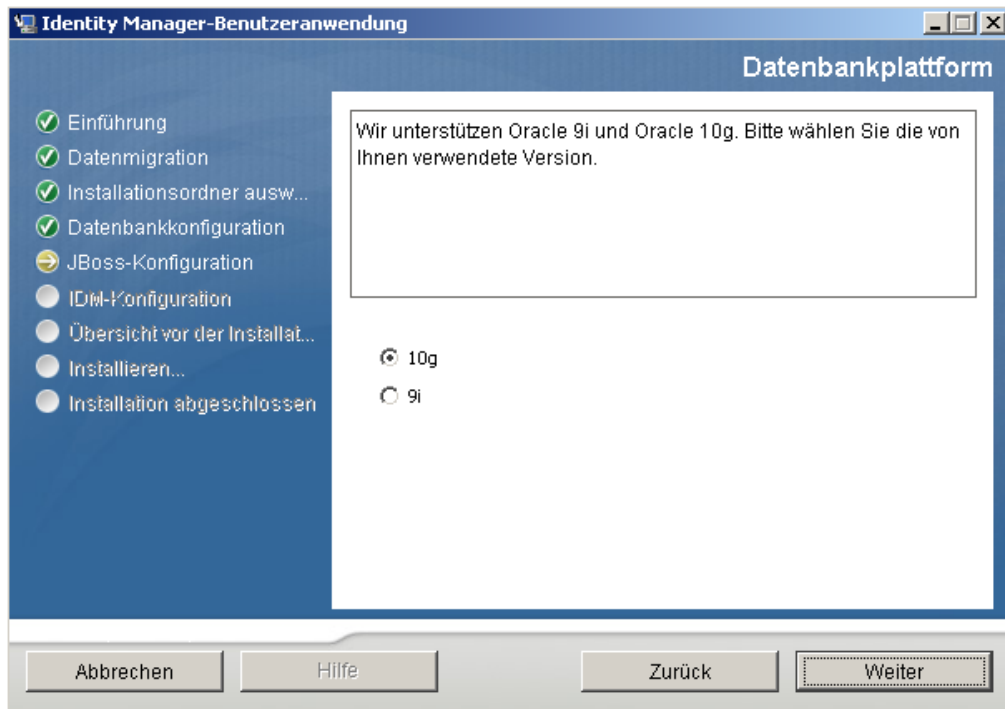 Identity Manager-Benutzeranwendung
Datenbankplattform
Einführung
Datenmigration
Installationsordner ausw...
Datenbankkonfiguration
JBoss-Konfiguration
IDM-Konfiguration
Übersicht vor der Installat...
Installieren...
Installation abgeschlossen
Wir unterstützen Oracle 9i und Oracle 10g. Bitte wählen Sie die von
Ihnen verwendete Version.
10g
9i
Abbrechen
Hilfe
Zurück
Weiter